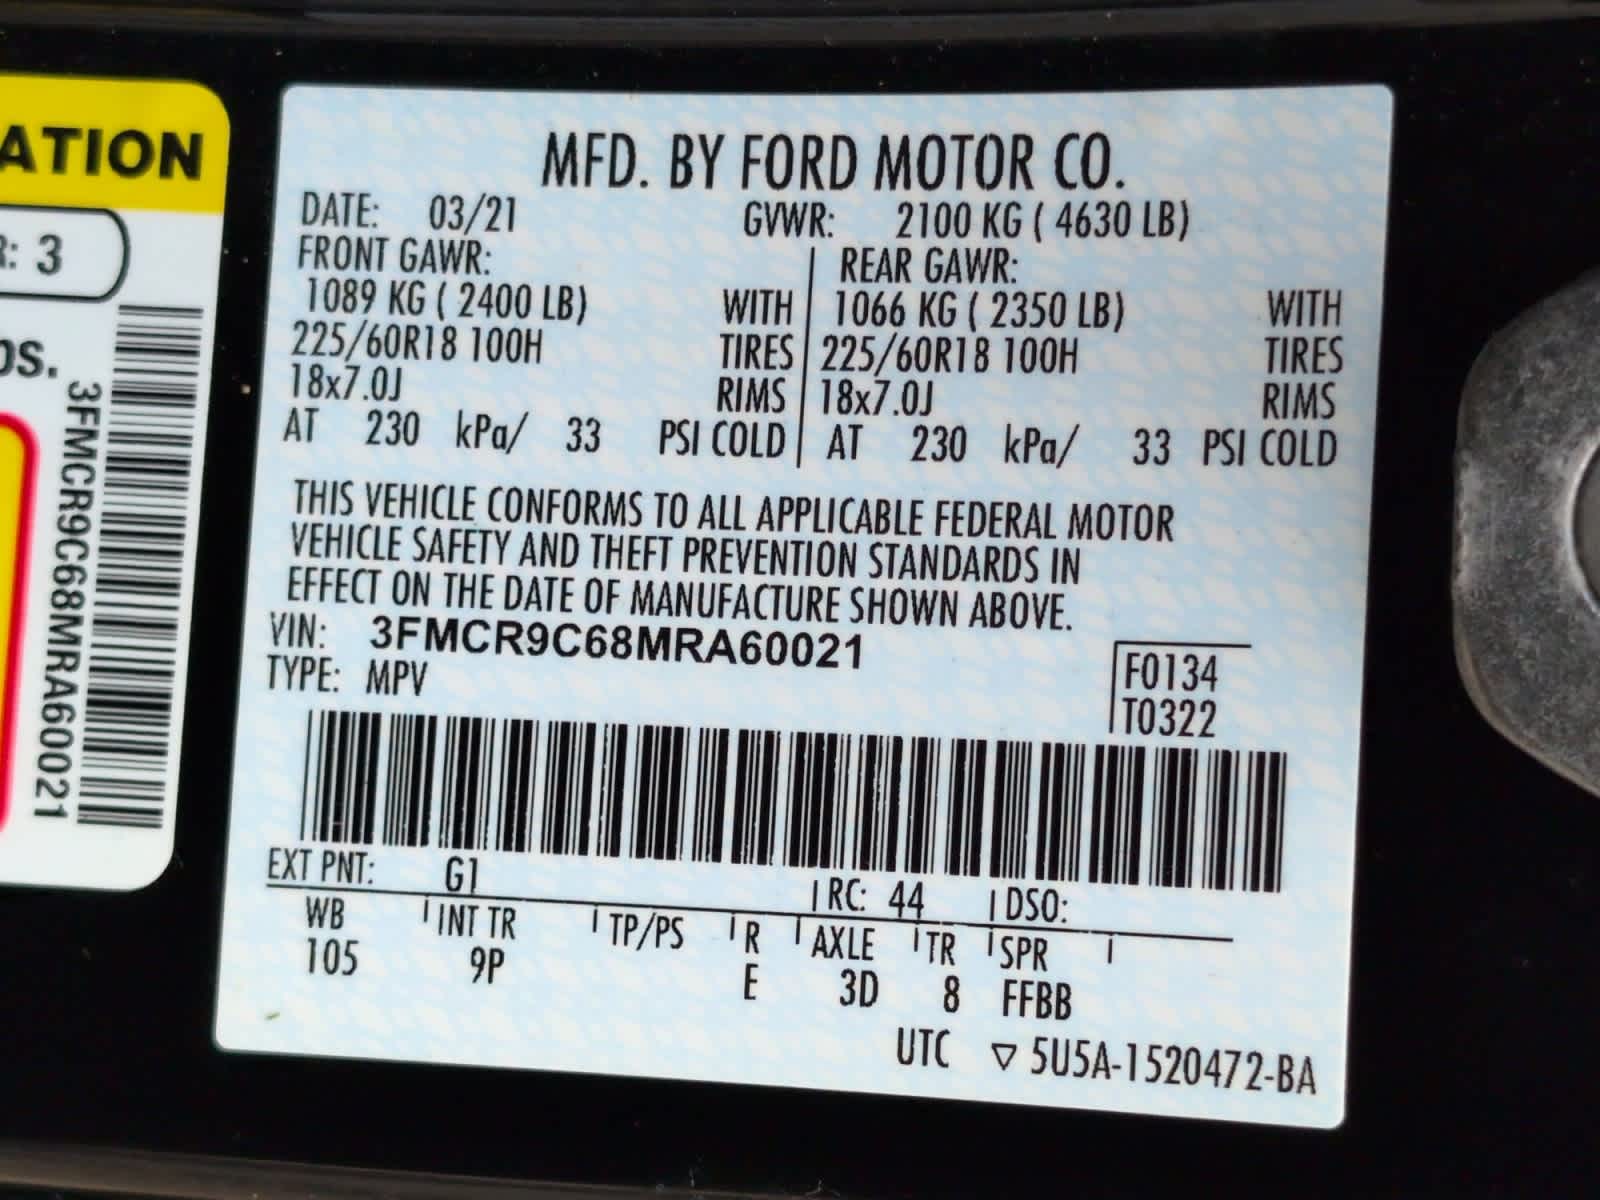 ATION
R: 3
os.
3FMCR9C68MRA60021
MFD. BY FORD MOTOR CO.
DATE: 03/21 GVWR: 2100 KG ( 4630 LB)
FRONT GAWR: REAR GAWR:
1089 KG ( 2400 LB) WITH 1066 KG ( 2350 LB) WITH
225/60R18 100H TIRES 225/60R18 100H TIRES
18x7.0J RIMS 18x7.0J RIMS
AT 230 kPa/ 33 PSI COLD AT 230 kPa/ 33 PSI COLD
THIS VEHICLE CONFORMS TO ALL APPLICABLE FEDERAL MOTOR
VEHICLE SAFETY AND THEFT PREVENTION STANDARDS IN
EFFECT ON THE DATE OF MANUFACTURE SHOWN ABOVE.
VIN: 3FMCR9C68MRA60021
TYPE: MPV
F0134
T0322
EXT PNT: G1 RC: 44 DSO:
WB INT TR TP/PS R AXLE TR SPR
105 9P E 3D 8 FFBB
UTC ▽ 5U5A-1520472-BA